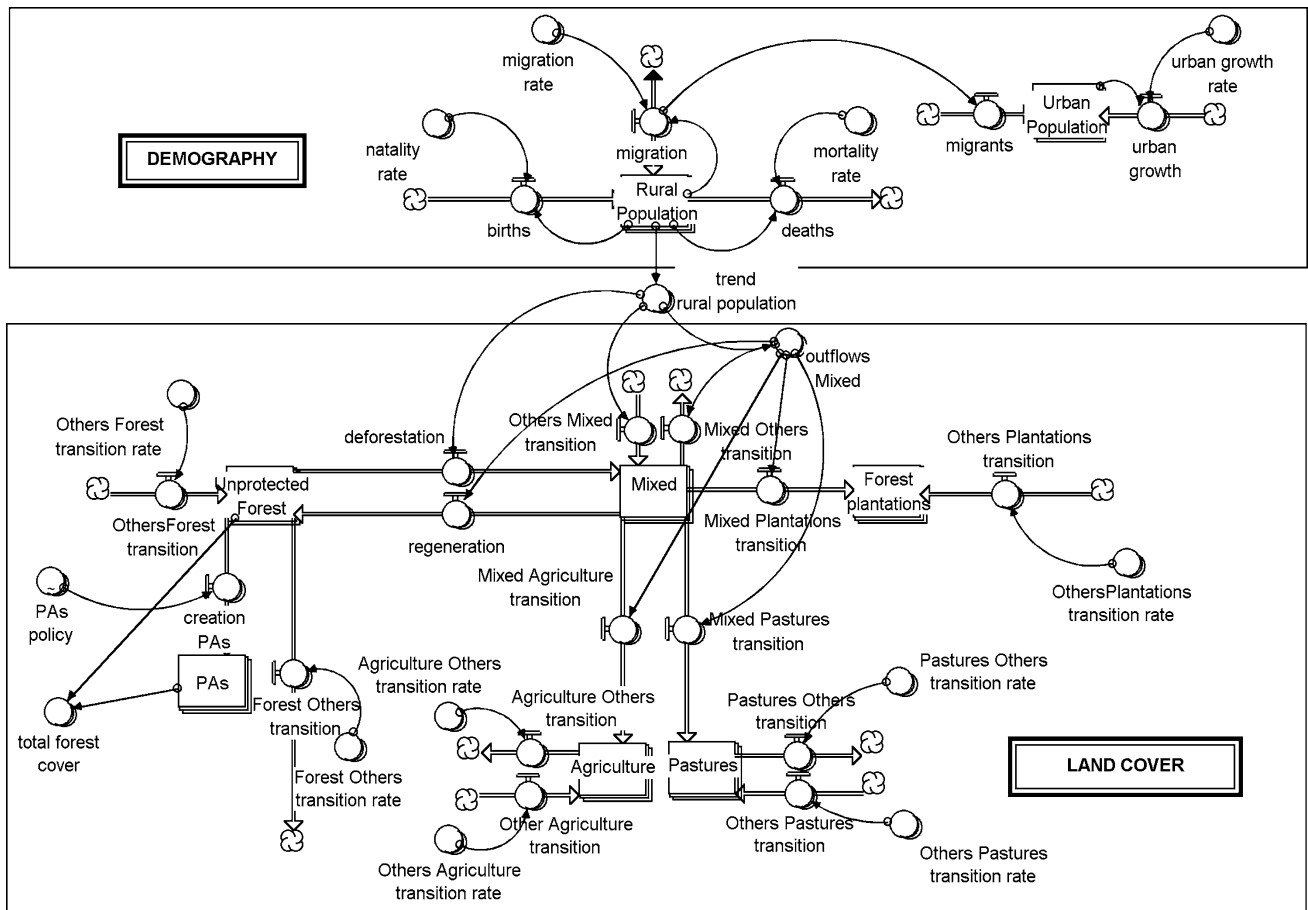 migration
rate
urban growth
rate
Urban
Population
natality
rate
migration
mortality
rate
migrants
urban
growth
DEMOGRAPHY
Rural
Population
births
deaths
trend
rural population
outflows
Mixed
Others Forest
transition rate
deforestation
Others Mixed
transition
Mixed Others
transition
Others Plantations
transition
Unprotected
Forest
Mixed
Forest
plantations
OthersForest
transition
regeneration
Mixed Plantations
transition
Mixed Agriculture
transition
OthersPlantations
transition rate
~
PAs
policy
creation
PAs
Mixed Pastures
transition
PAs
Agriculture Others
transition rate
Pastures Others
transition rate
Forest Others
transition
Agriculture Others
transition
Pastures Others
transition
total forest
cover
Forest Others
transition rate
Agriculture
Pastures
LAND COVER
Other Agriculture
transition
Others Pastures
transition
Others Agriculture
transition rate
Others Pastures
transition rate